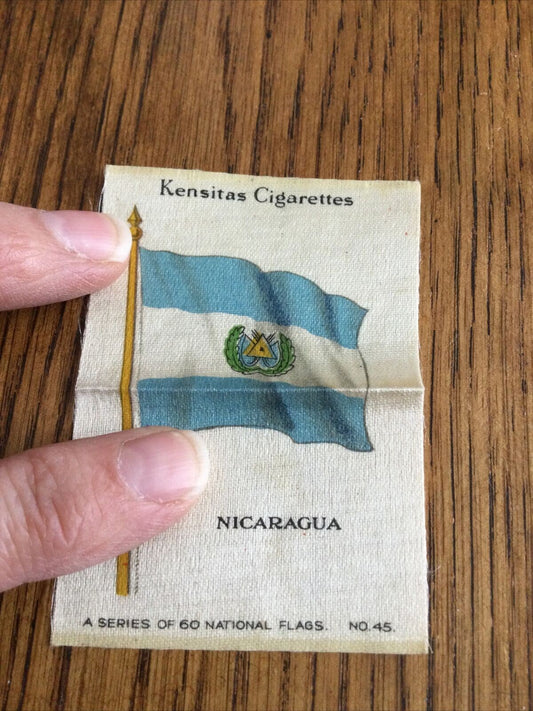 Kensitas Cigarettes
NICARAGUA
A SERIES OF 60 NATIONAL FLAGS. NO. 45.